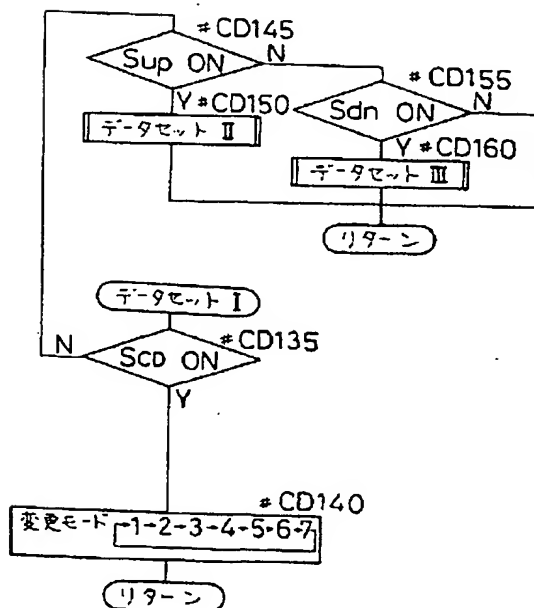 #CD145
Sup ON
N
#CD155
Y #CD150
Sdn ON
N
データセット II
Y #CD160
データセット III
リターン
データセット I
N
SCD ON
#CD135
Y
#CD140
変更モード →1→2→3→4→5→6→7
リターン